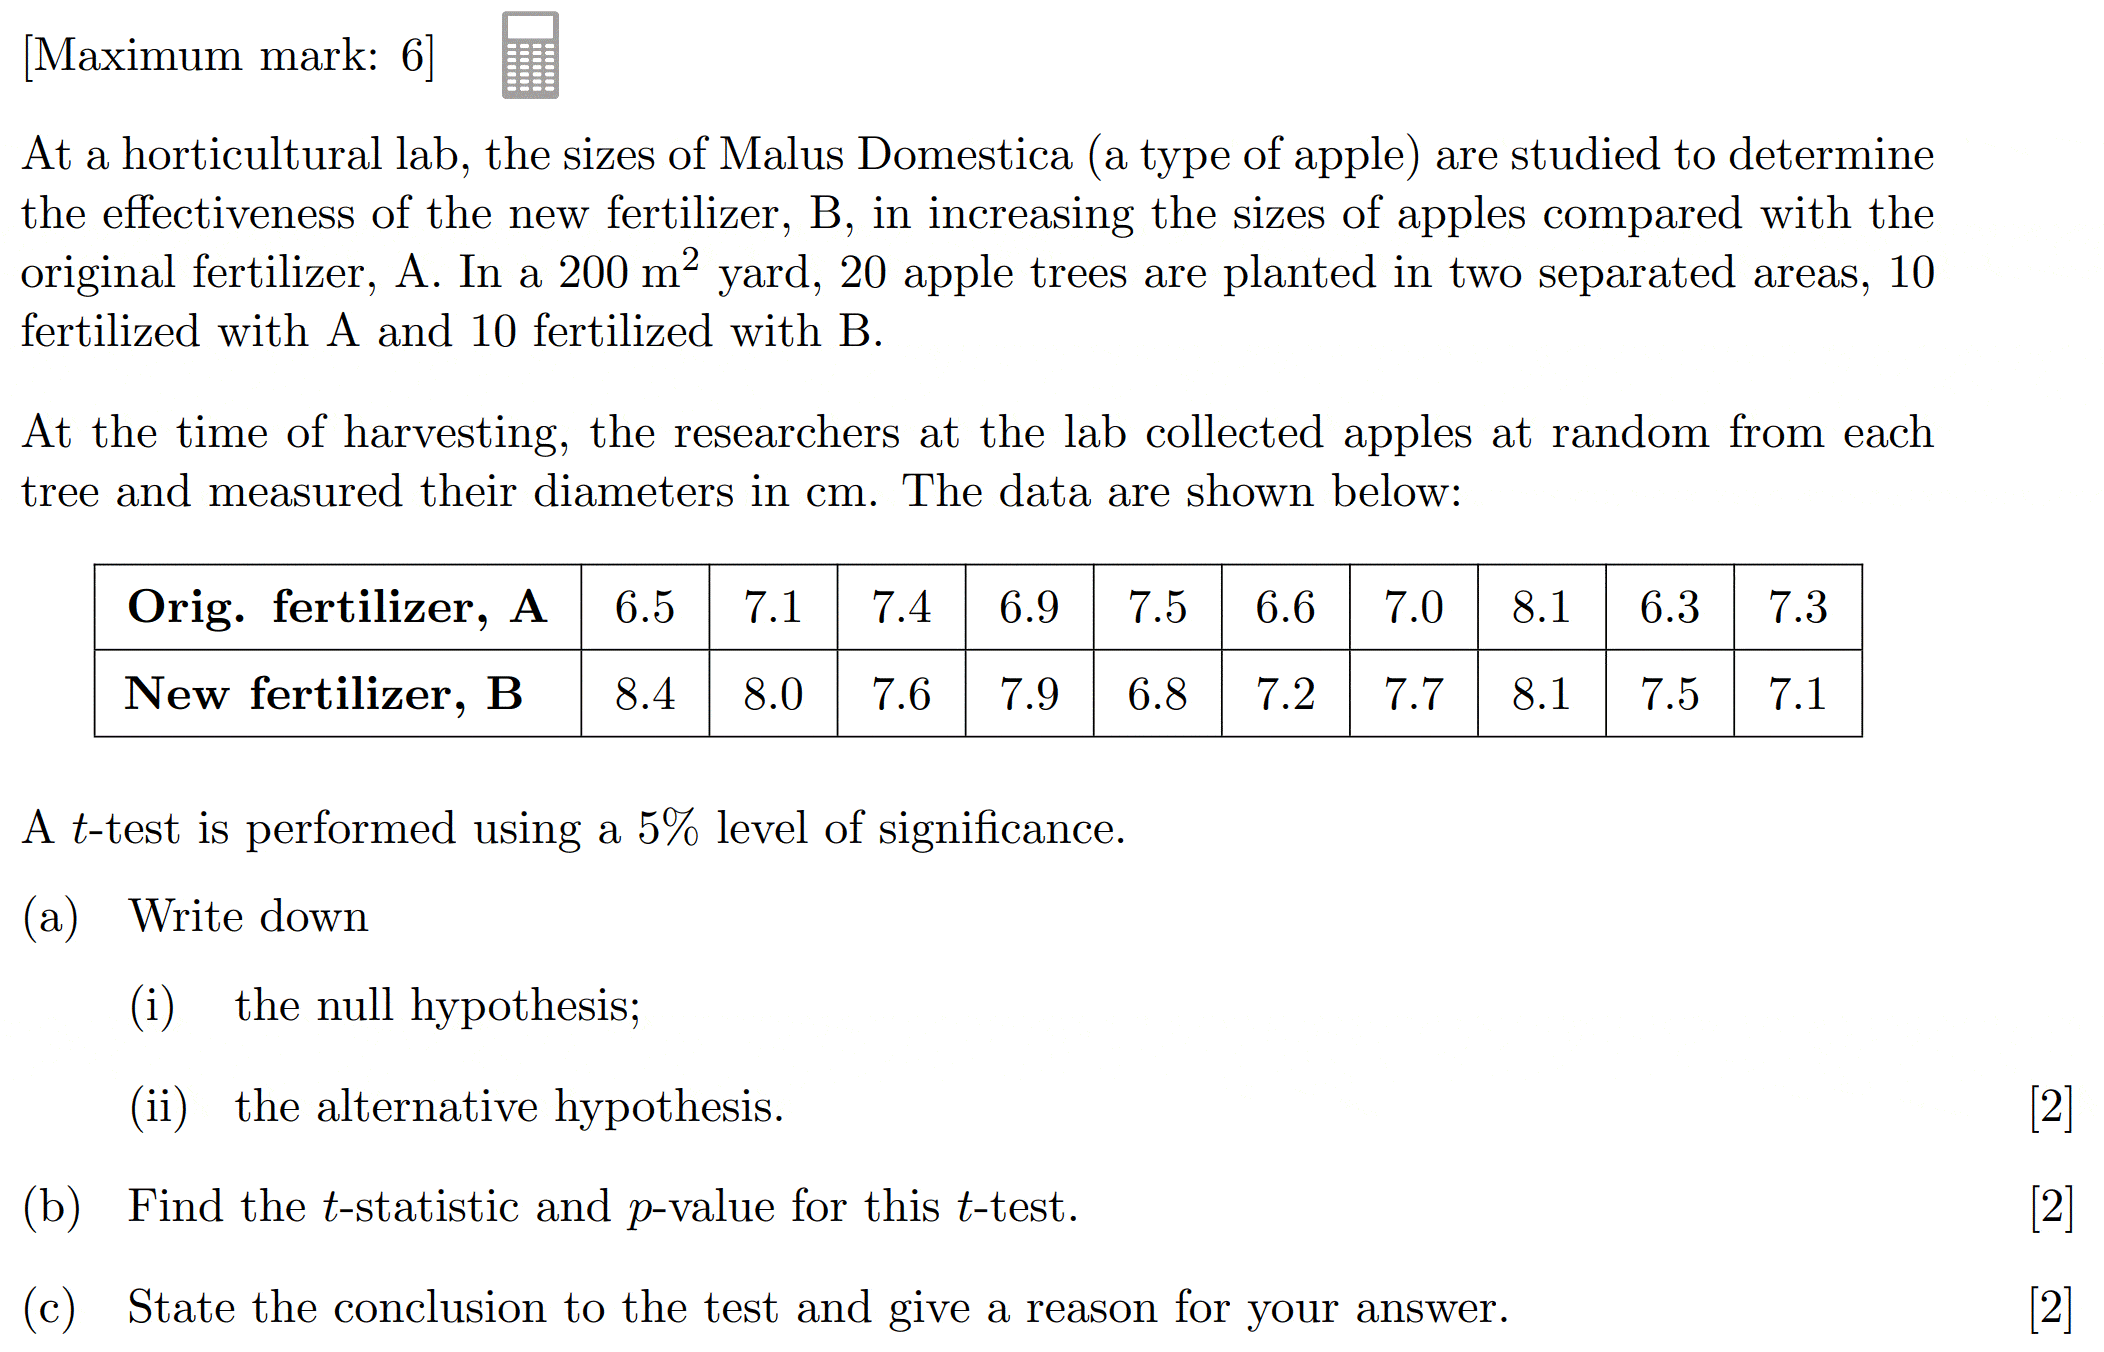 [Maximum mark: 6]
At a horticultural lab, the sizes of Malus Domestica (a type of apple) are studied to determine
the effectiveness of the new fertilizer, B, in increasing the sizes of apples compared with the
original fertilizer, A. In a 200 m² yard, 20 apple trees are planted in two separated areas, 10
fertilized with A and 10 fertilized with B.
At the time of harvesting, the researchers at the lab collected apples at random from each
tree and measured their diameters in cm. The data are shown below:
Orig. fertilizer, A 6.5 7.1 7.4 6.9 7.5 6.6 7.0 8.1 6.3 7.3
New fertilizer, B 8.4 8.0 7.6 7.9 6.8 7.2 7.7 8.1 7.5 7.1
A t-test is performed using a 5% level of significance.
(a) Write down
(i) the null hypothesis;
(ii) the alternative hypothesis. [2]
(b) Find the t-statistic and p-value for this t-test. [2]
(c) State the conclusion to the test and give a reason for your answer. [2]